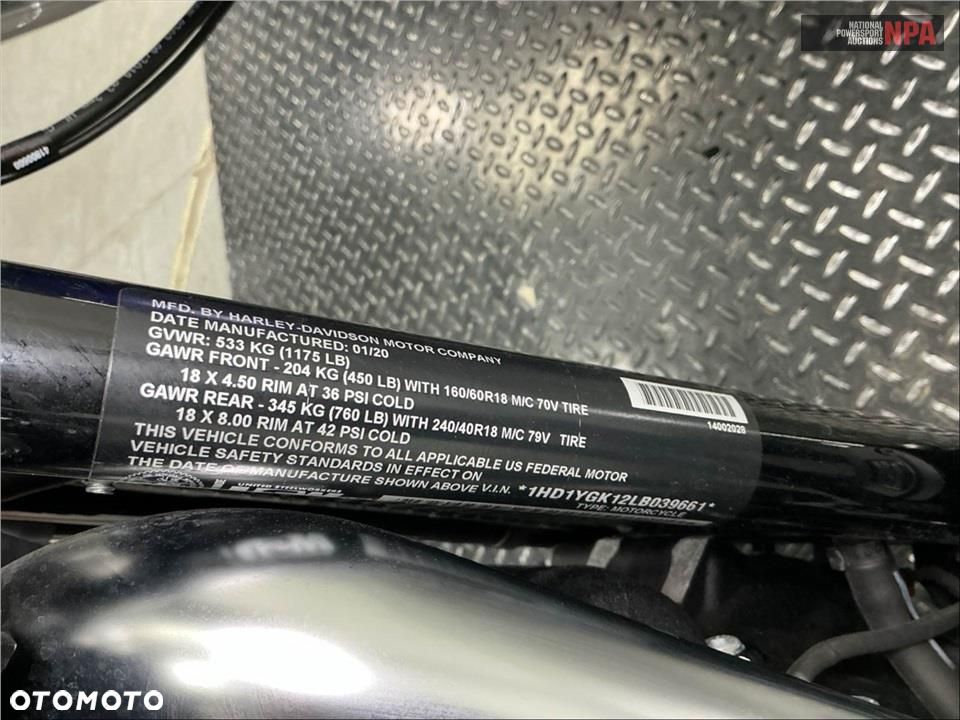 NATIONAL
POWERSPORT
AUCTIONS
NPA
41800090
MFD. BY HARLEY-DAVIDSON MOTOR COMPANY
DATE MANUFACTURED: 01/20
GVWR: 533 KG (1175 LB)
GAWR FRONT - 204 KG (450 LB) WITH 160/60R18 M/C 70V TIRE
18 X 4.50 RIM AT 36 PSI COLD
GAWR REAR - 345 KG (760 LB) WITH 240/40R18 M/C 79V TIRE
18 X 8.00 RIM AT 42 PSI COLD
THIS VEHICLE CONFORMS TO ALL APPLICABLE US FEDERAL MOTOR
VEHICLE SAFETY STANDARDS IN EFFECT ON
THE DATE OF MANUFACTURE SHOWN ABOVE V.I.N. *1HD1YGK12LB039661*
TYPE: MOTORCYCLE
14002028
UNITED STEELWORKERS
OTOMOTO